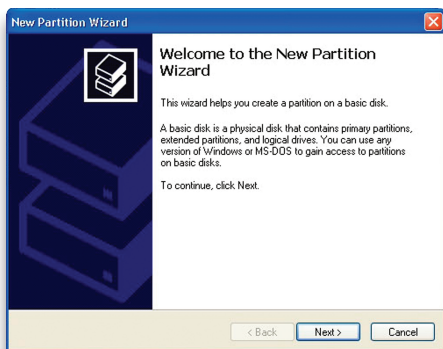 New Partition Wizard
Welcome to the New Partition
Wizard
This wizard helps you create a partition on a basic disk.
A basic disk is a physical disk that contains primary partitions,
extended partitions, and logical drives. You can use any
version of Windows or MS-DOS to gain access to partitions
on basic disks.
To continue, click Next.
< Back
Next >
Cancel